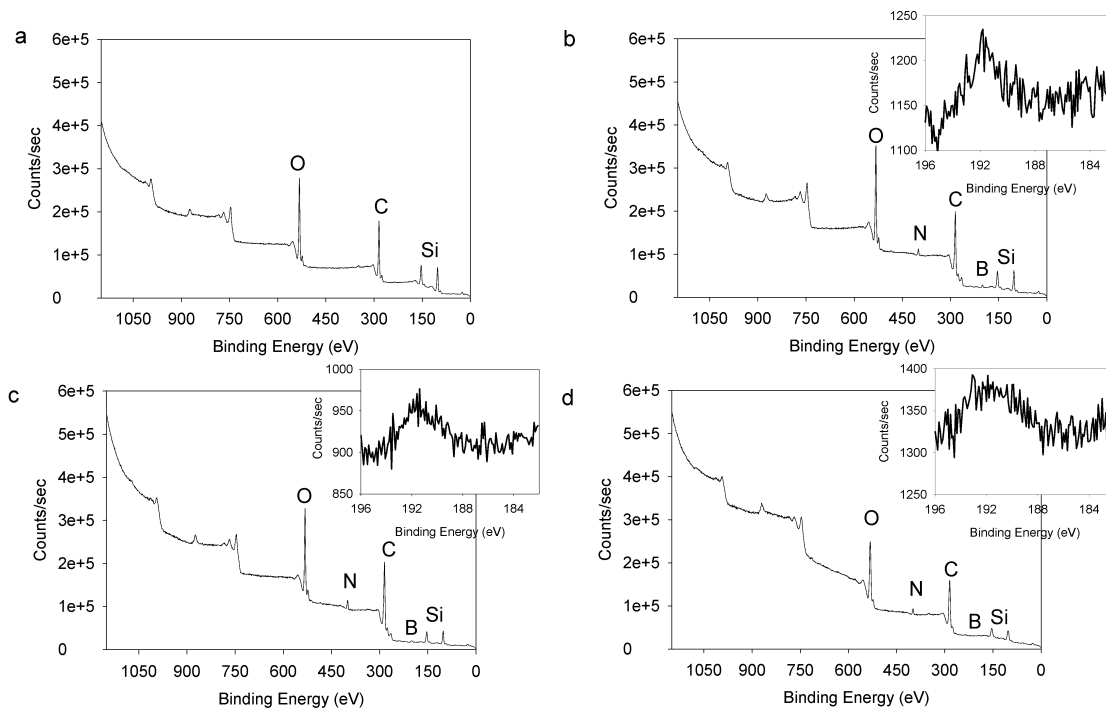 a
6e+5
5e+5
4e+5
3e+5
2e+5
1e+5
0
Counts/sec
O
C
Si
1050 900 750 600 450 300 150 0
Binding Energy (eV)
b
6e+5
5e+5
4e+5
3e+5
2e+5
1e+5
0
Counts/sec
O
N
C
B
Si
1050 900 750 600 450 300 150 0
Binding Energy (eV)
1250
1200
1150
1100
Counts/sec
196 192 188 184
Binding Energy (eV)
c
6e+5
5e+5
4e+5
3e+5
2e+5
1e+5
0
Counts/sec
O
N
C
B
Si
1050 900 750 600 450 300 150 0
Binding Energy (eV)
1000
950
900
850
Counts/sec
196 192 188 184
Binding Energy (eV)
d
6e+5
5e+5
4e+5
3e+5
2e+5
1e+5
0
Counts/sec
O
N
C
B
Si
1050 900 750 600 450 300 150 0
Binding Energy (eV)
1400
1350
1300
1250
Counts/sec
196 192 188 184
Binding Energy (eV)